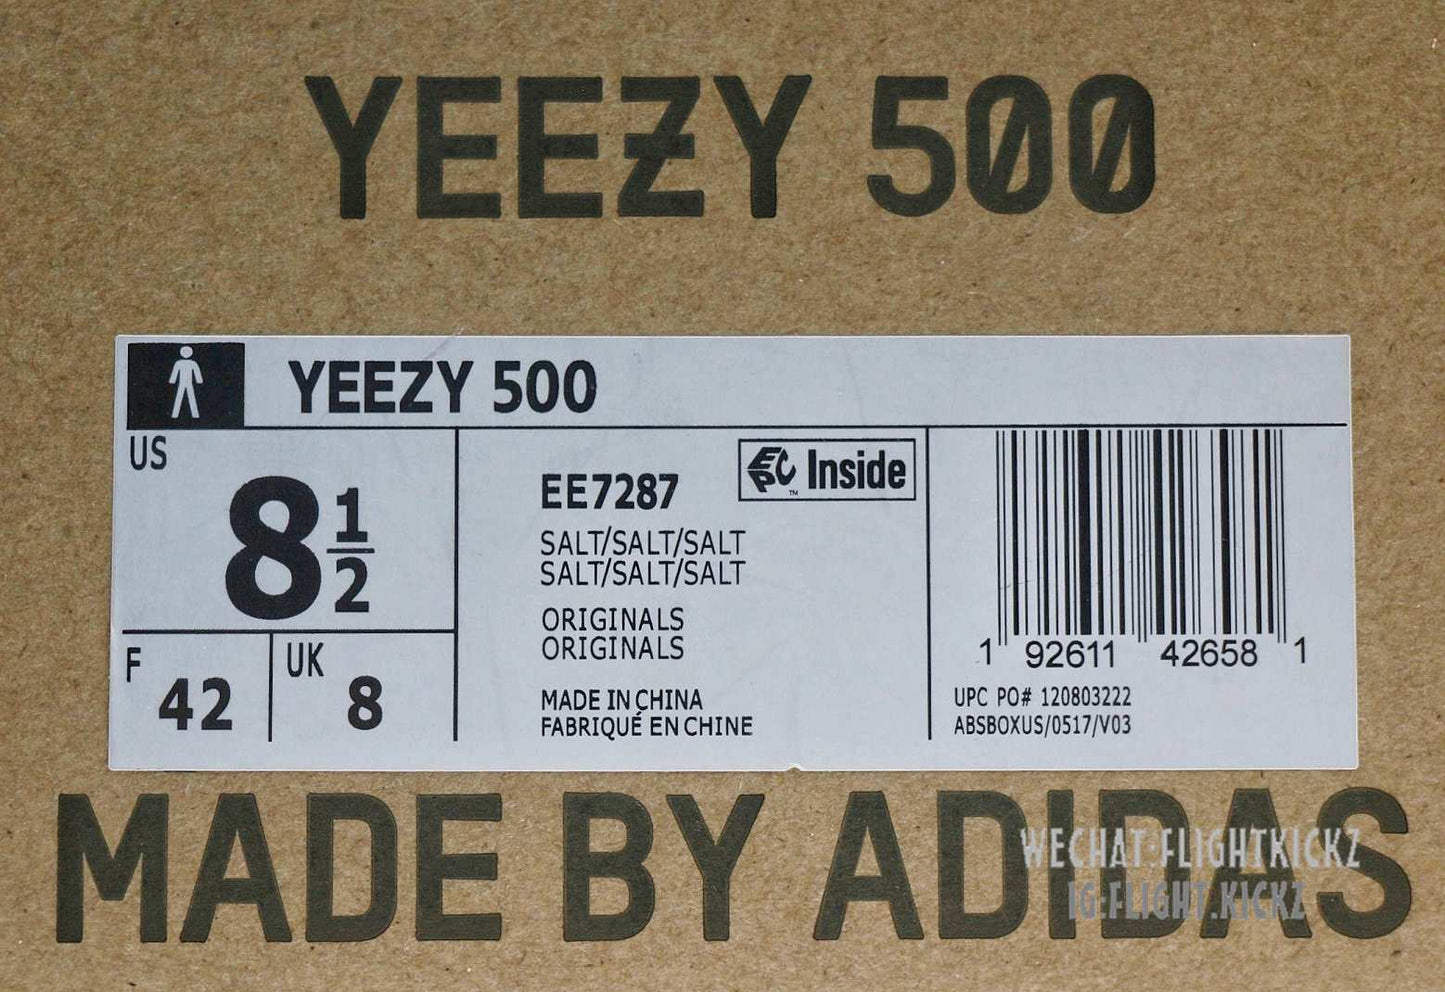 YEEZY 500
YEEZY 500
US
8 1/2
F
42
UK
8
EE7287
EPC Inside
TM
SALT/SALT/SALT
SALT/SALT/SALT
ORIGINALS
ORIGINALS
MADE IN CHINA
FABRIQUÉ EN CHINE
1 92611 42658 1
UPC PO# 120803222
ABSBOXUS/0517/V03
MADE BY ADIDAS
WECHAT:FLIGHTKICKZ
IG:FLIGHT.KICKZ